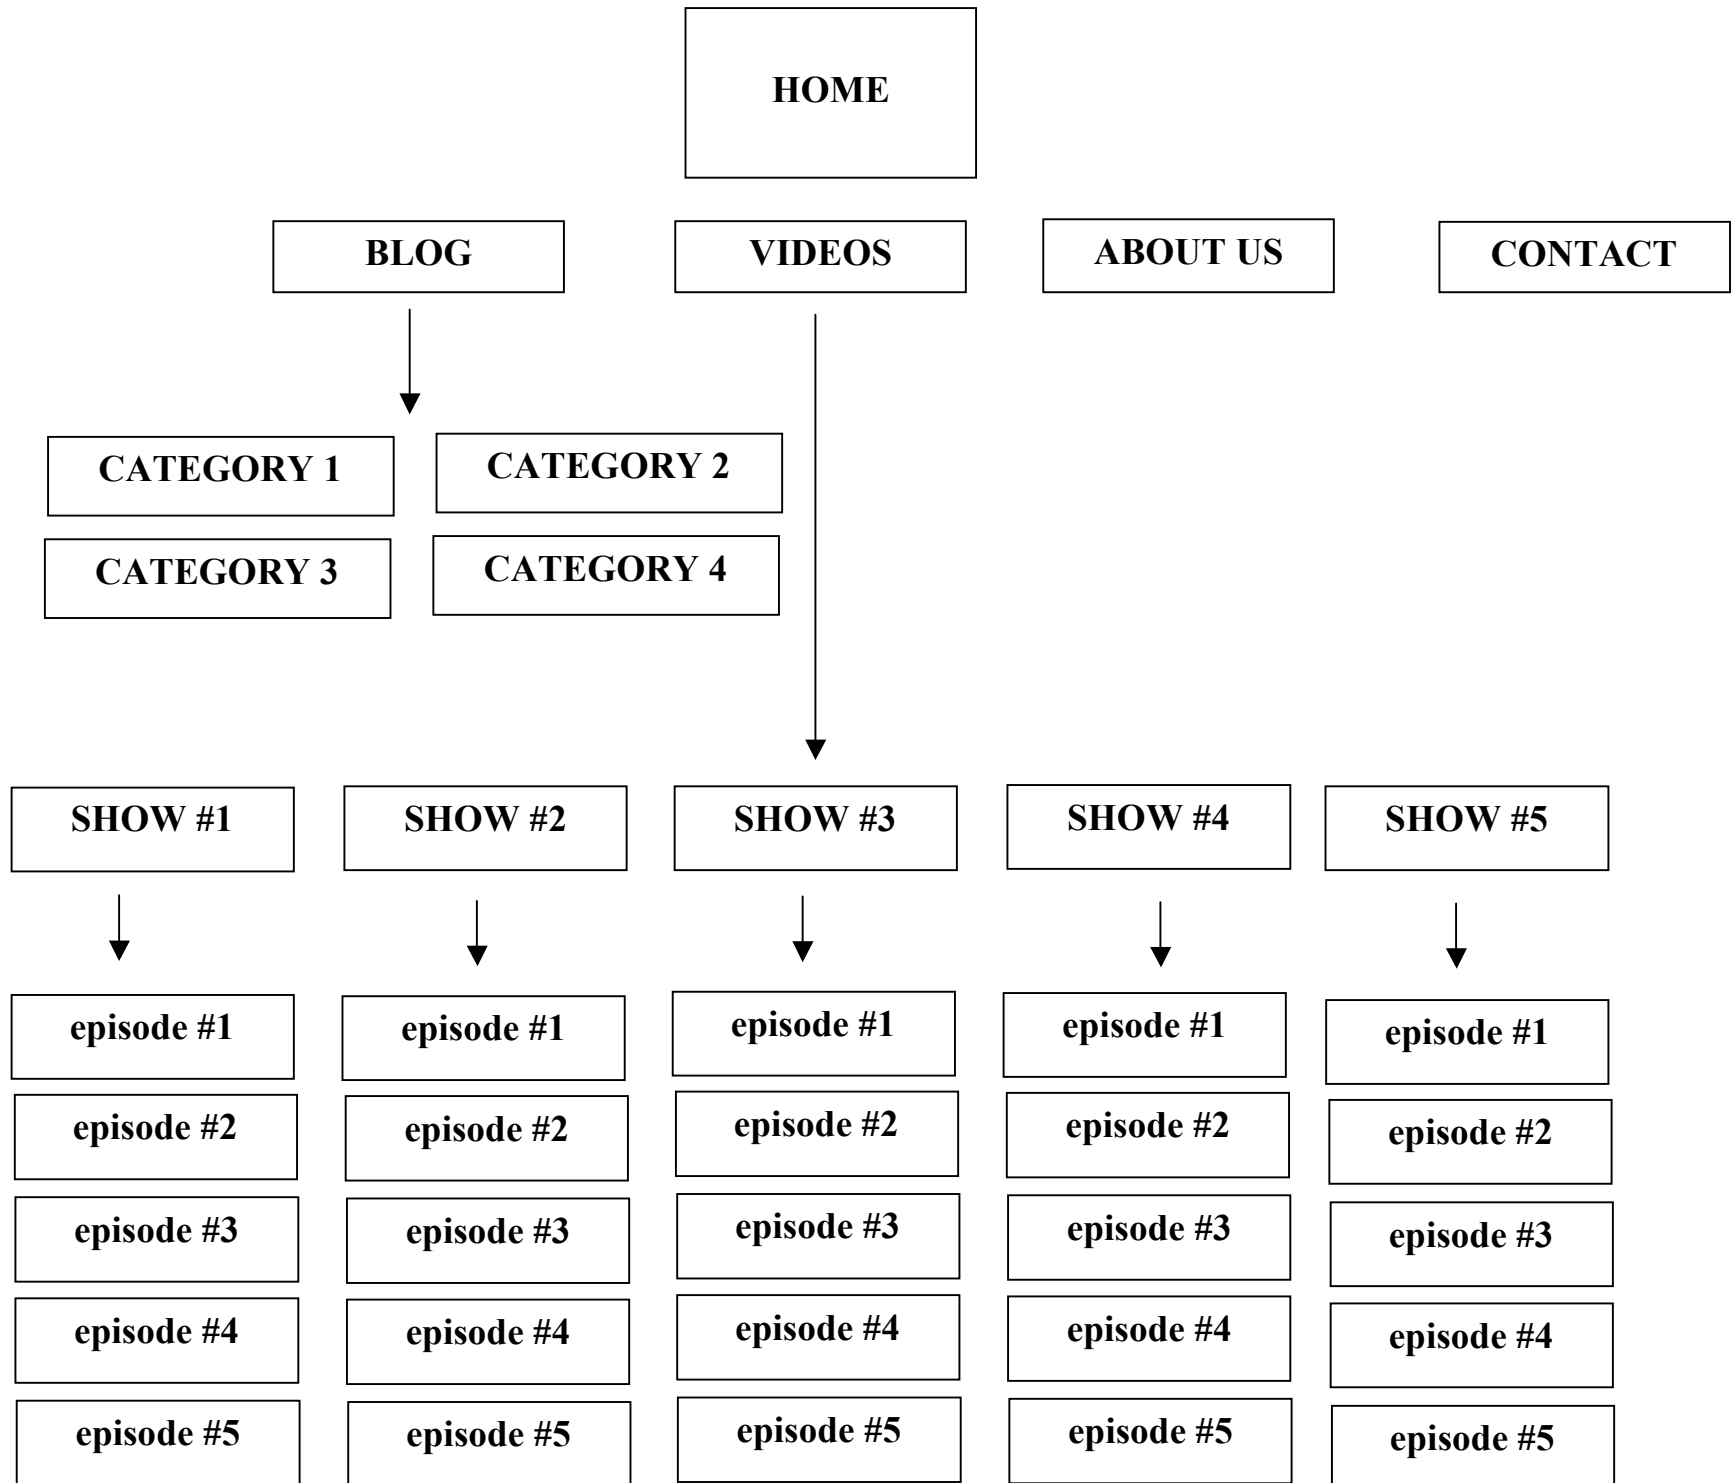 HOME
BLOG
VIDEOS
ABOUT US
CONTACT
CATEGORY 1
CATEGORY 2
CATEGORY 3
CATEGORY 4
SHOW #1
SHOW #2
SHOW #3
SHOW #4
SHOW #5
episode #1
episode #1
episode #1
episode #1
episode #1
episode #2
episode #2
episode #2
episode #2
episode #2
episode #3
episode #3
episode #3
episode #3
episode #3
episode #4
episode #4
episode #4
episode #4
episode #4
episode #5
episode #5
episode #5
episode #5
episode #5